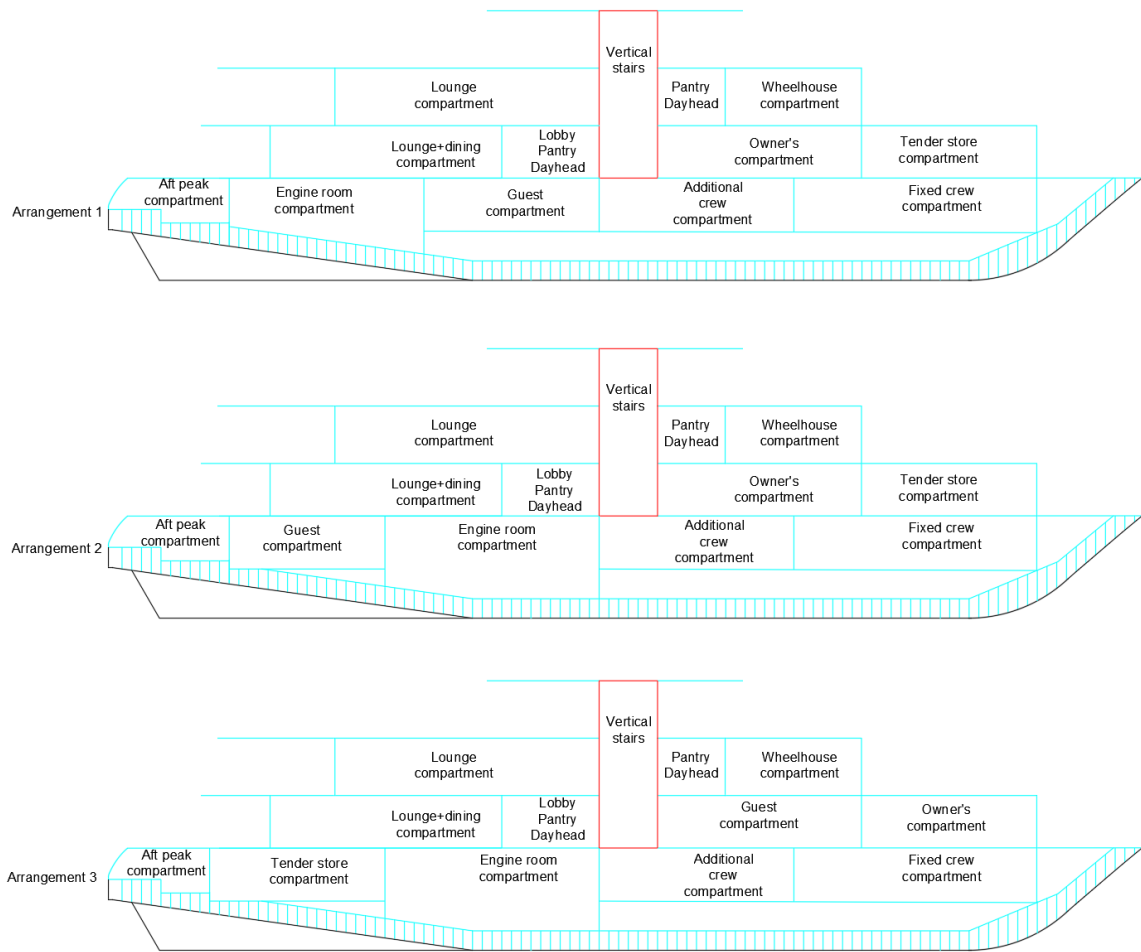 Vertical
stairs
Lounge
compartment
Pantry
Dayhead
Wheelhouse
compartment
Lounge+dining
compartment
Lobby
Pantry
Dayhead
Owner's
compartment
Tender store
compartment
Arrangement 1
Aft peak
compartment
Engine room
compartment
Guest
compartment
Additional
crew
compartment
Fixed crew
compartment
Vertical
stairs
Lounge
compartment
Pantry
Dayhead
Wheelhouse
compartment
Lounge+dining
compartment
Lobby
Pantry
Dayhead
Owner's
compartment
Tender store
compartment
Arrangement 2
Aft peak
compartment
Guest
compartment
Engine room
compartment
Additional
crew
compartment
Fixed crew
compartment
Vertical
stairs
Lounge
compartment
Pantry
Dayhead
Wheelhouse
compartment
Lounge+dining
compartment
Lobby
Pantry
Dayhead
Guest
compartment
Owner's
compartment
Arrangement 3
Aft peak
compartment
Tender store
compartment
Engine room
compartment
Additional
crew
compartment
Fixed crew
compartment